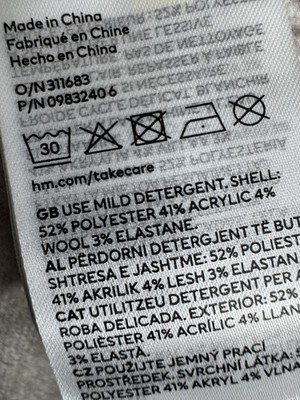 Made in China
Fabriqué en Chine
Hecho en China
O/N 311683
P/N 0983240 6
30
hm.com/takecare
GB USE MILD DETERGENT. SHELL:
52% POLYESTER 41% ACRYLIC 4%
WOOL 3% ELASTANE.
AL PËRDORNI DETERGJENT TË BUT
SHTRESA E JASHTME: 52% POLIEST
41% AKRILIK 4% LESH 3% ELASTAN
CAT UTILITZEU DETERGENT PER
ROBA DELICADA. EXTERIOR: 52%
POLIÈSTER 41% ACRÍLIC 4% LLAN
3% ELASTÀ.
CZ POUŽIJTE JEMNÝ PRACÍ
PROSTŘEDEK. SVRCHNÍ LÁTKA: 5
POLYESTER 41% AKRYL 4% VLNA